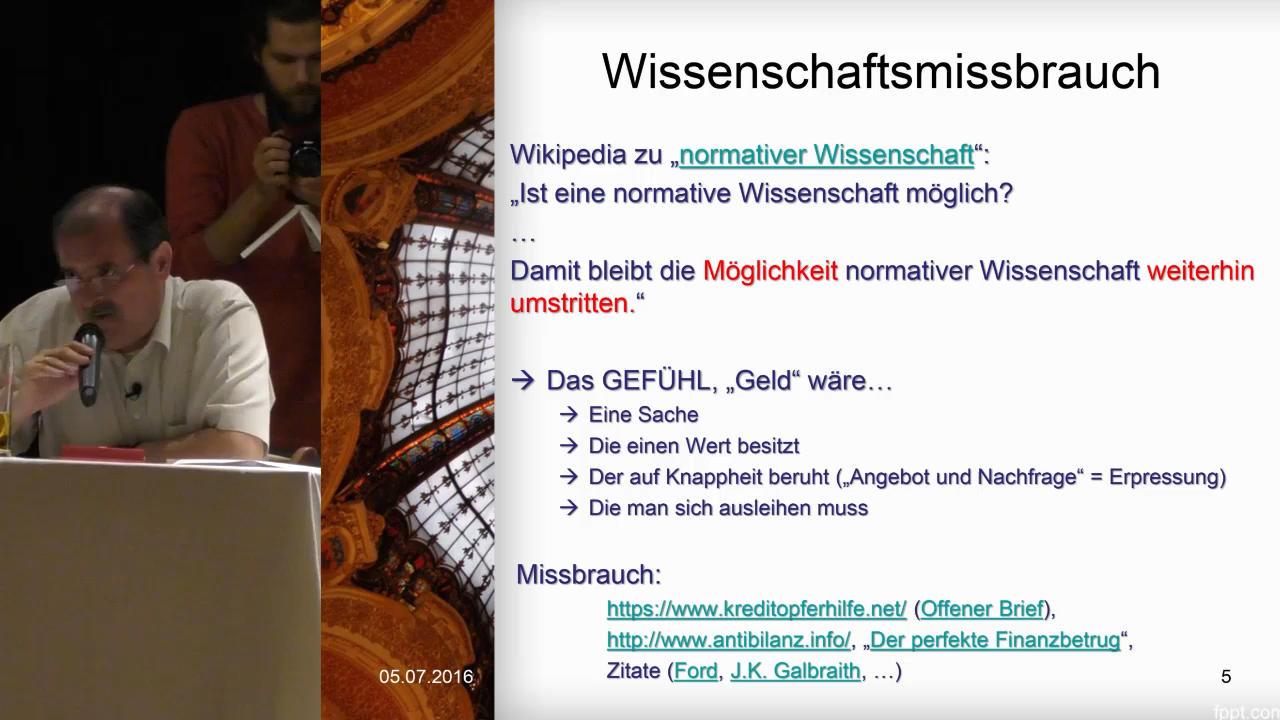 Wissenschaftsmissbrauch
Wikipedia zu „normativer Wissenschaft“:
„Ist eine normative Wissenschaft möglich?
…
Damit bleibt die Möglichkeit normativer Wissenschaft weiterhin
umstritten.“
→ Das GEFÜHL, „Geld“ wäre…
→ Eine Sache
→ Die einen Wert besitzt
→ Der auf Knappheit beruht („Angebot und Nachfrage“ = Erpressung)
→ Die man sich ausleihen muss
Missbrauch:
https://www.kreditopferhilfe.net/ (Offener Brief),
http://www.antibilanz.info/, „Der perfekte Finanzbetrug“,
Zitate (Ford, J.K. Galbraith, …)
05.07.2016
5
fppt.com